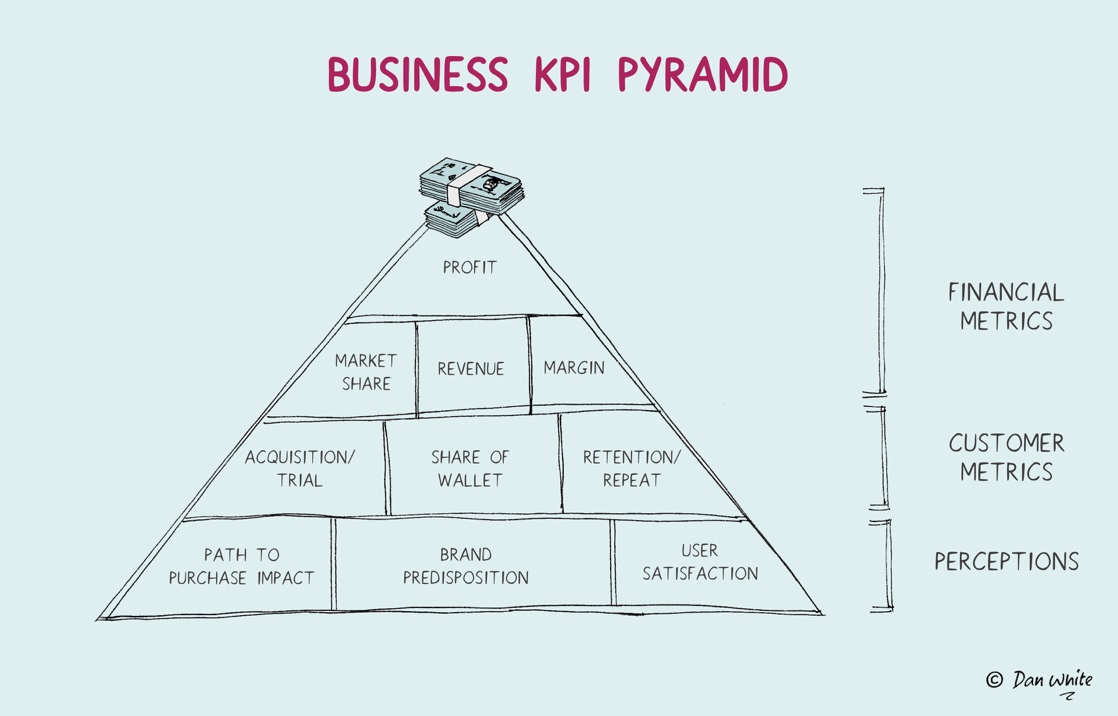 BUSINESS KPI PYRAMID
PROFIT
MARKET
SHARE
REVENUE
MARGIN
ACQUISITION/
TRIAL
SHARE OF
WALLET
RETENTION/
REPEAT
PATH TO
PURCHASE IMPACT
BRAND
PREDISPOSITION
USER
SATISFACTION
FINANCIAL
METRICS
CUSTOMER
METRICS
PERCEPTIONS
© Dan White